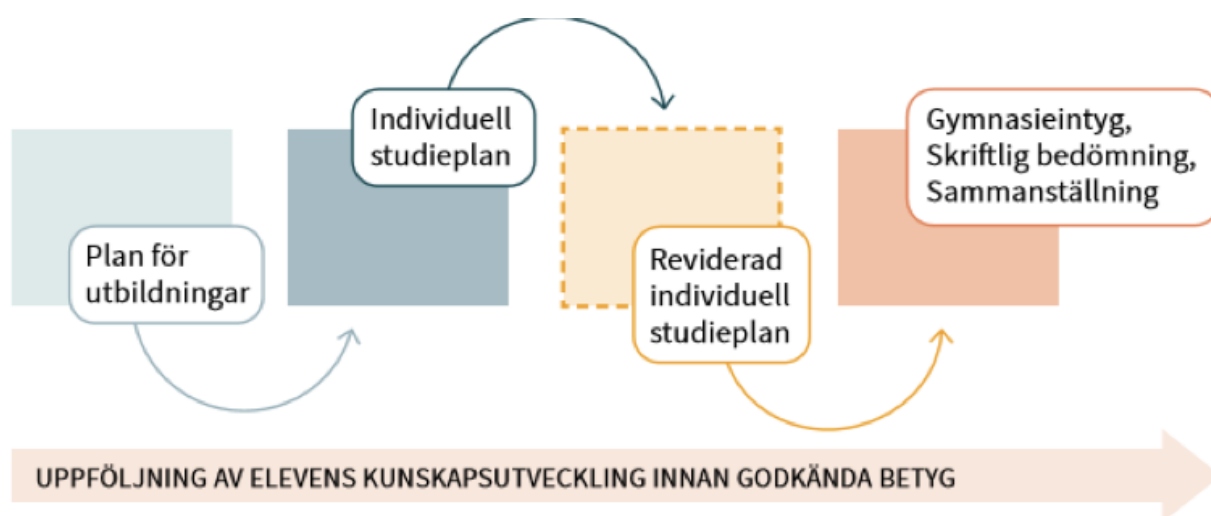 Plan för
utbildningar
Individuell
studieplan
Reviderad
individuell
studieplan
Gymnasieintyg,
Skriftlig bedömning,
Sammanställning
UPPFÖLJNING AV ELEVENS KUNSKAPSUTVECKLING INNAN GODKÄNDA BETYG